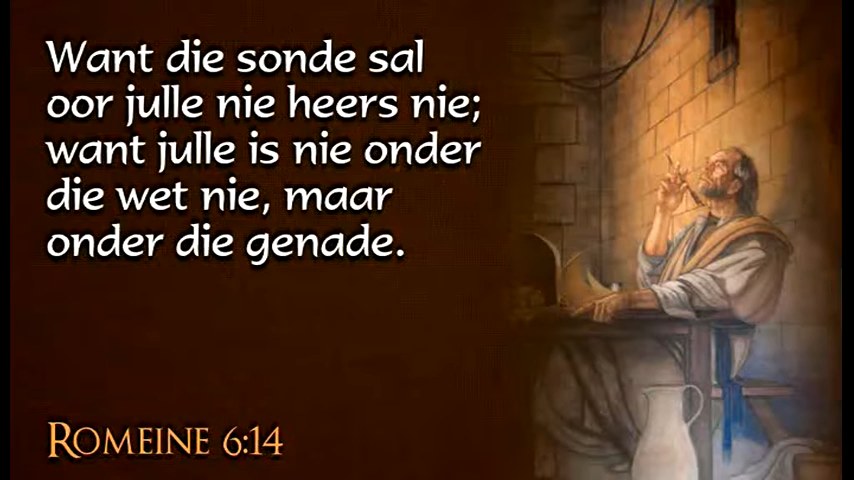 Want die sonde sal
oor julle nie heers nie;
want julle is nie onder
die wet nie, maar
onder die genade.
Romeine 6:14